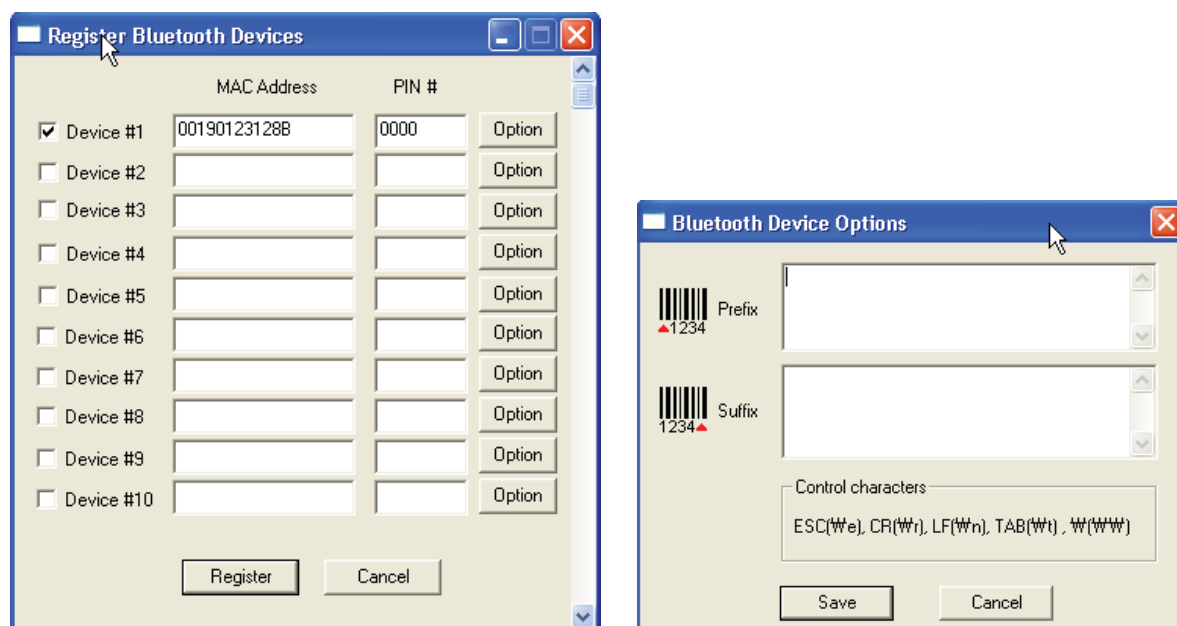 Register Bluetooth Devices
MAC Address PIN #
Device #1 00190123128B 0000 Option
Device #2 Option
Device #3 Option
Device #4 Option
Device #5 Option
Device #6 Option
Device #7 Option
Device #8 Option
Device #9 Option
Device #10 Option
Register Cancel
Bluetooth Device Options
1234 Prefix
1234 Suffix
Control characters
ESC(₩e), CR(₩r), LF(₩n), TAB(₩t) , ₩(₩₩)
Save Cancel